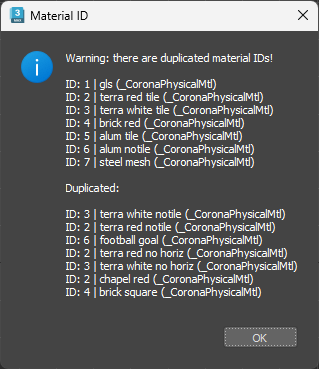 3
Material ID
Warning: there are duplicated material IDs!
ID: 1 | gls (_CoronaPhysicalMtl)
ID: 2 | terra red tile (_CoronaPhysicalMtl)
ID: 3 | terra white tile (_CoronaPhysicalMtl)
ID: 4 | brick red (_CoronaPhysicalMtl)
ID: 5 | alum tile (_CoronaPhysicalMtl)
ID: 6 | alum notile (_CoronaPhysicalMtl)
ID: 7 | steel mesh (_CoronaPhysicalMtl)
Duplicated:
ID: 3 | terra white notile (_CoronaPhysicalMtl)
ID: 2 | terra red notile (_CoronaPhysicalMtl)
ID: 6 | football goal (_CoronaPhysicalMtl)
ID: 2 | terra red no horiz (_CoronaPhysicalMtl)
ID: 3 | terra white no horiz (_CoronaPhysicalMtl)
ID: 2 | chapel red (_CoronaPhysicalMtl)
ID: 4 | brick square (_CoronaPhysicalMtl)
OK